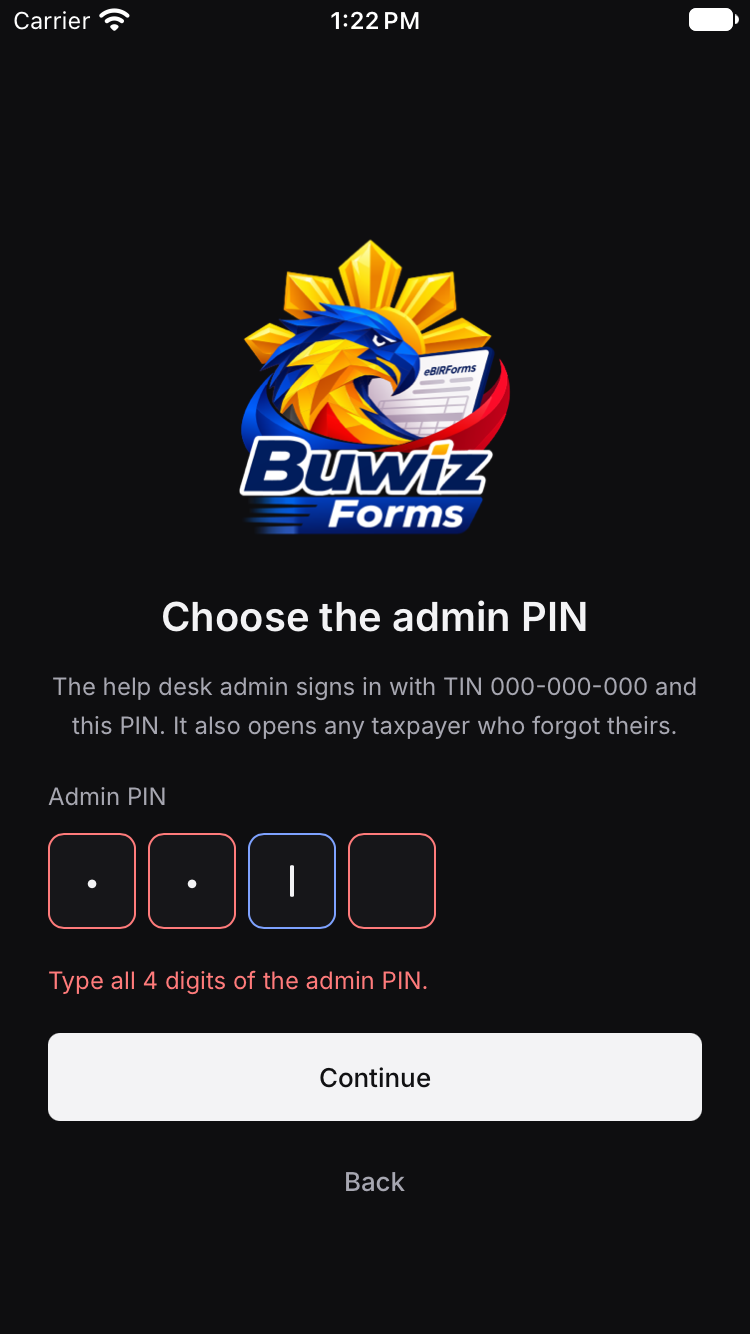 Carrier
1:22 PM
eBIRForms
Buwiz
Forms
Choose the admin PIN
The help desk admin signs in with TIN 000-000-000 and
this PIN. It also opens any taxpayer who forgot theirs.
Admin PIN
Type all 4 digits of the admin PIN.
Continue
Back